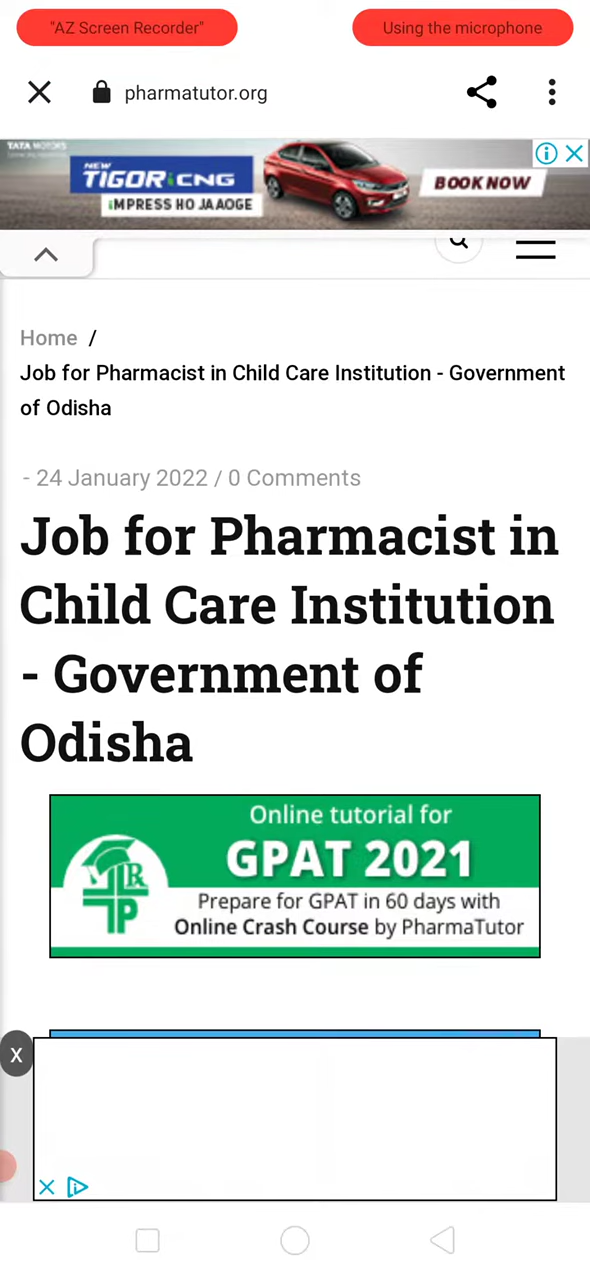 "AZ Screen Recorder"
Using the microphone
pharmatutor.org
TATA MOTORS
NEW
TIGOR iCNG
iMPRESS HO JAAOGE
BOOK NOW
Home /
Job for Pharmacist in Child Care Institution - Government
of Odisha
- 24 January 2022 / 0 Comments
Job for Pharmacist in
Child Care Institution
- Government of
Odisha
Online tutorial for
GPAT 2021
Prepare for GPAT in 60 days with
Online Crash Course by PharmaTutor
X